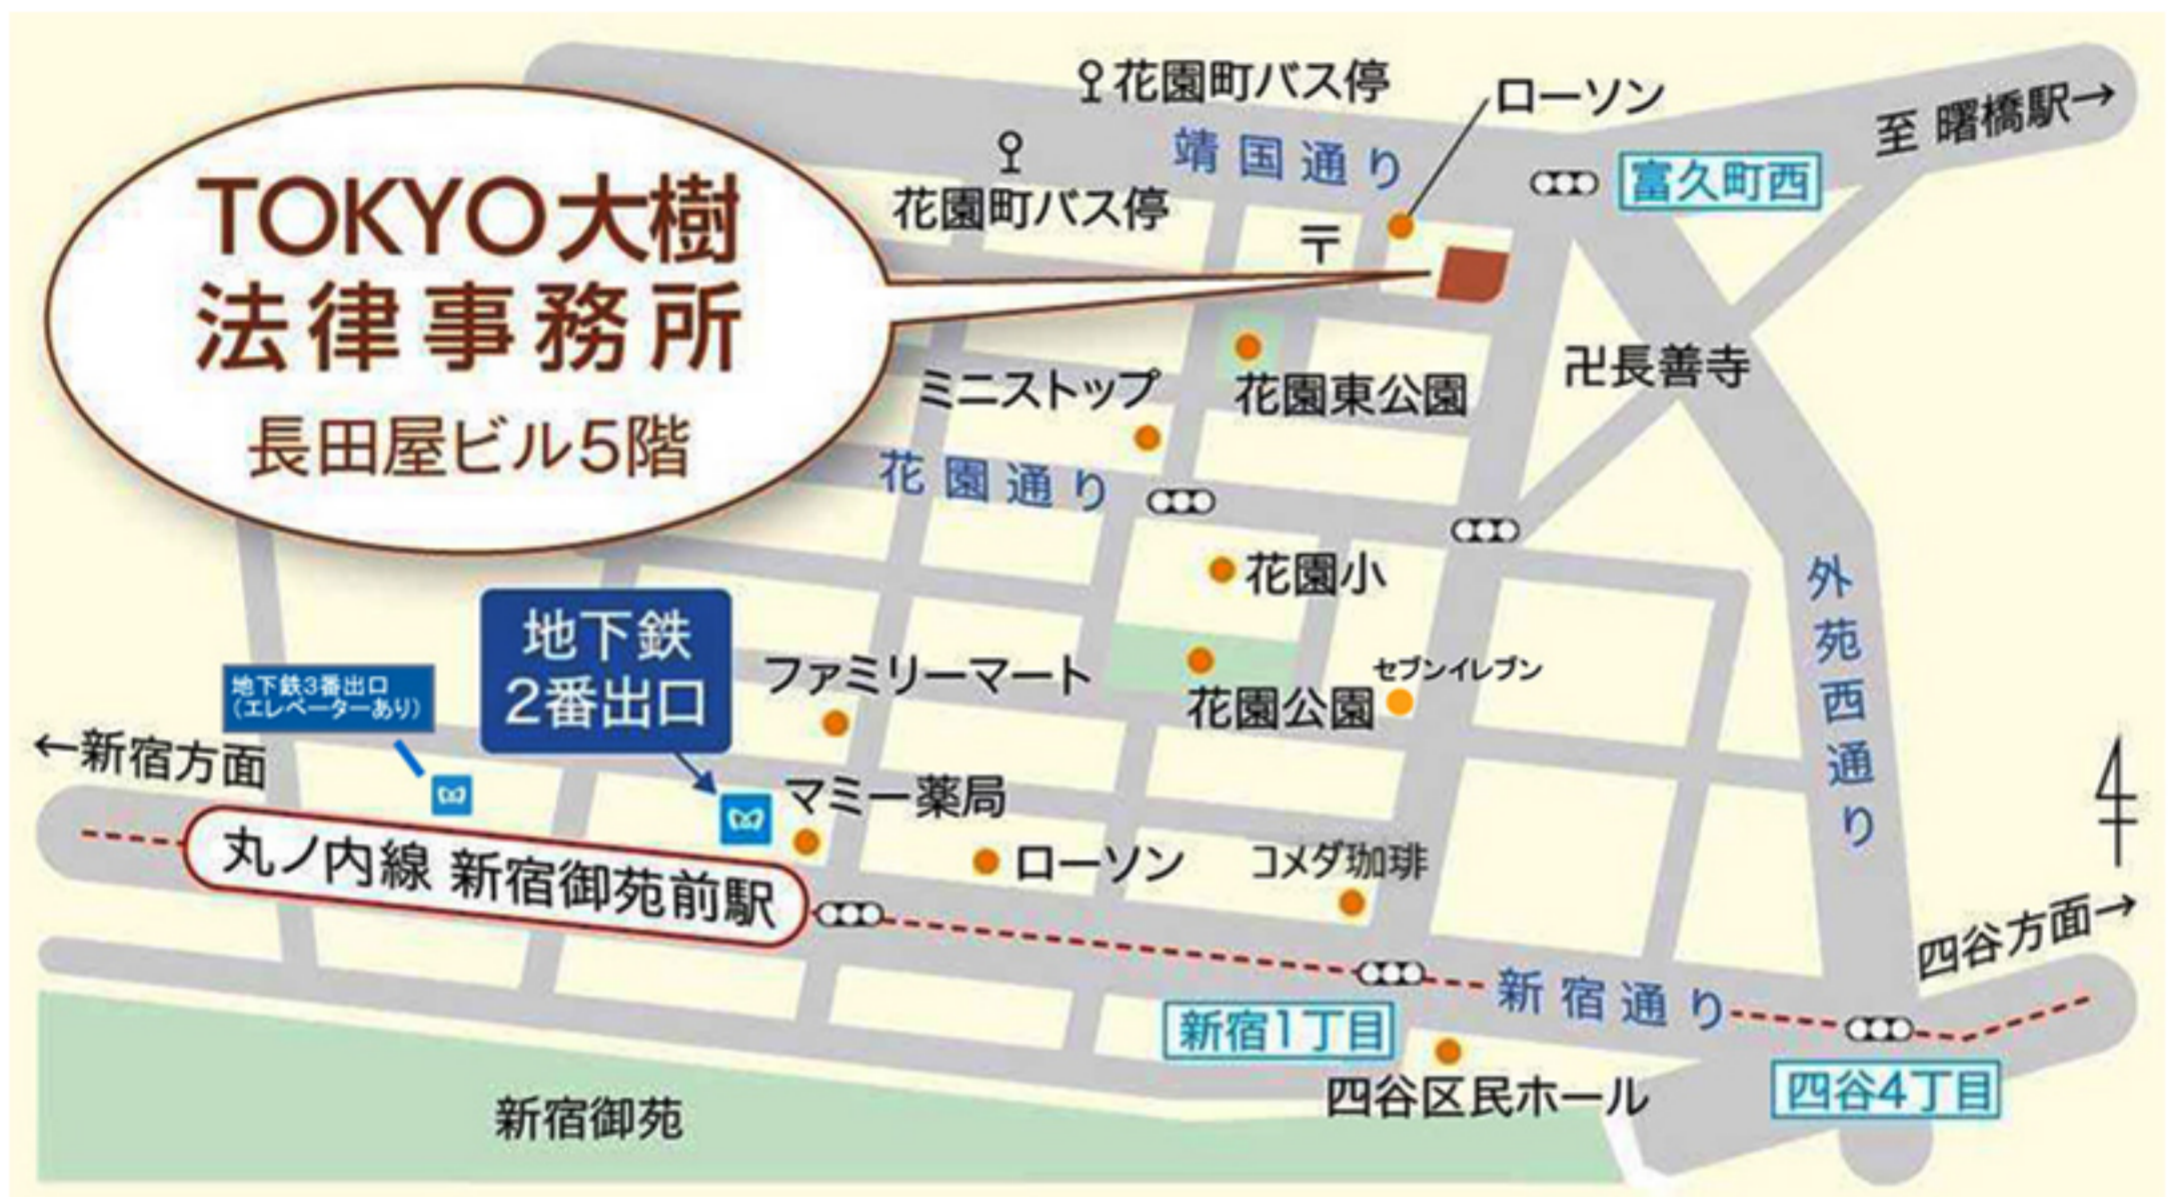 花園町バス停
ローソン
至 曙橋駅→
靖国通り
富久町西
花園町バス停
〒
TOKYO大樹
法律事務所
長田屋ビル5階
卍長善寺
ミニストップ
花園東公園
花園通り
花園小
外苑西通り
地下鉄
2番出口
地下鉄3番出口
(エレベーターあり)
ファミリーマート
セブンイレブン
花園公園
←新宿方面
マミー薬局
丸ノ内線 新宿御苑前駅
ローソン
コメダ珈琲
四谷方面→
新宿通り
新宿1丁目
四谷4丁目
四谷区民ホール
新宿御苑